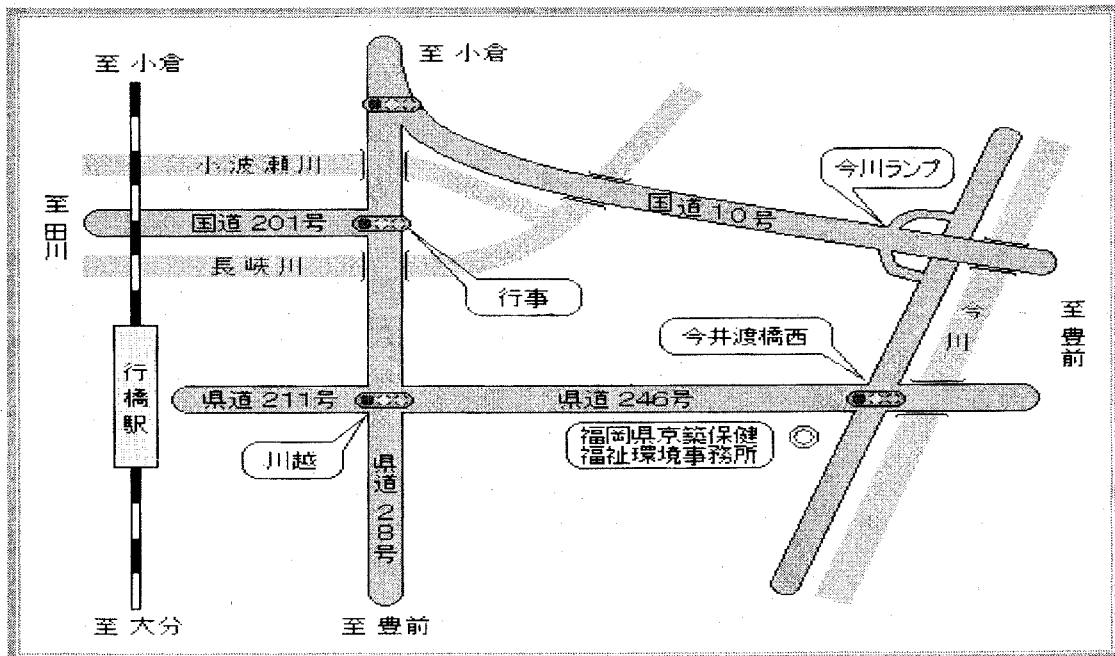 至 小倉
至 小倉
小波瀬川
今川ランプ
至田川
国道 201号
国道 10号
長峡川
行事
至豊前
今川
今井渡橋西
行橋駅
県道 211号
県道 246号
福岡県京築保健
福祉環境事務所
川越
県道 28号
至 大分
至 豊前